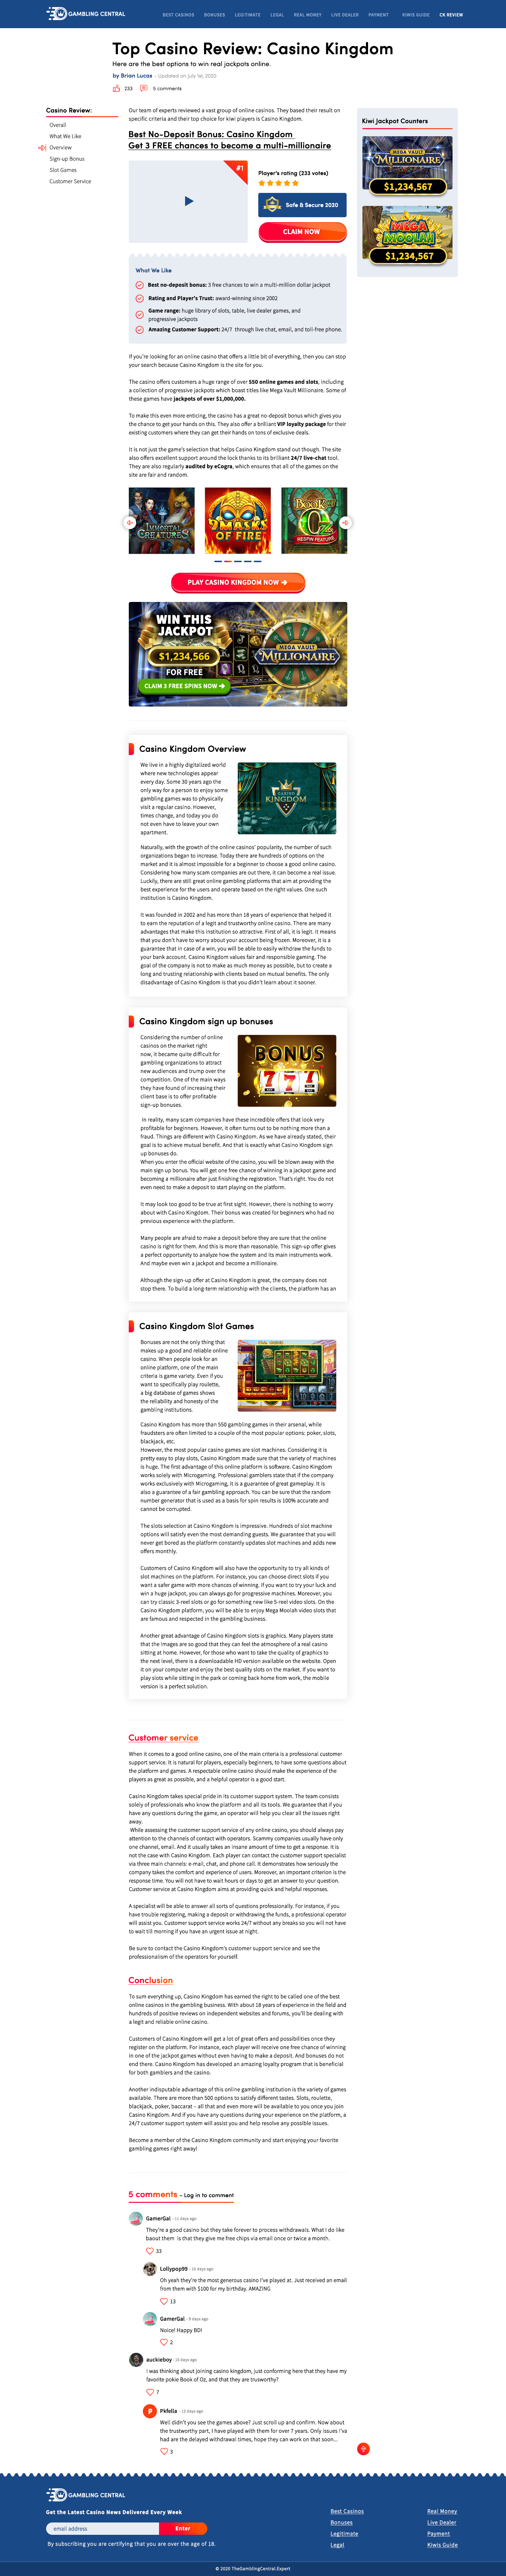 GAMBLING CENTRAL
BEST CASINOS BONUSES LEGITIMATE LEGAL REAL MONEY LIVE DEALER PAYMENT KIWIS GUIDE CK REVIEW
Top Casino Review: Casino Kingdom
Here are the best options to win real jackpots online.
by Brian Lucas - Updated on July 1st, 2020
233 5 comments
Casino Review:
Overall
What We Like
Overview
Sign-up Bonus
Slot Games
Customer Service
Our team of experts reviewed a vast group of online casinos. They based their result on
specific criteria and their top choice for kiwi players is Casino Kingdom.
Best No-Deposit Bonus: Casino Kingdom
Get 3 FREE chances to become a multi-millionaire
#1
Player's rating (233 votes)
Safe & Secure 2020
CLAIM NOW
Kiwi Jackpot Counters
MEGA VAULT
MILLIONAIRE
$1,234,567
MEGA
MOOLAH
$1,234,567
What We Like
Best no-deposit bonus: 3 free chances to win a multi-million dollar jackpot
Rating and Player's Trust: award-winning since 2002
Game range: huge library of slots, table, live dealer games, and
progressive jackpots
Amazing Customer Support: 24/7 through live chat, email, and toll-free phone.
If you're looking for an online casino that offers a little bit of everything, then you can stop
your search because Casino Kingdom is the site for you.
The casino offers customers a huge range of over 550 online games and slots, including
a collection of progressive jackpots which boast titles like Mega Vault Millionaire. Some of
these games have jackpots of over $1,000,000.
To make this even more enticing, the casino has a great no-deposit bonus which gives you
the chance to get your hands on this. They also offer a brilliant VIP loyalty package for their
existing customers where they can get their hands on tons of exclusive deals.
It is not just the game's selection that helps Casino Kingdom stand out though. The site
also offers excellent support around the lock thanks to its brilliant 24/7 live-chat tool.
They are also regularly audited by eCogra, which ensures that all of the games on the
site are fair and random.
IMMORTAL
CREATURES
9 MASKS
OF FIRE
BOOK OF
OZ
RESPIN FEATURE
PLAY CASINO KINGDOM NOW
WIN THIS
JACKPOT
$1,234,566
FOR FREE
CLAIM 3 FREE SPINS NOW
MEGA VAULT
MILLIONAIRE
Casino Kingdom Overview
We live in a highly digitalized world
where new technologies appear
every day. Some 30 years ago the
only way for a person to enjoy some
gambling games was to physically
visit a regular casino. However,
times change, and today you do
not even have to leave your own
apartment.
CASINO
KINGDOM
Naturally, with the growth of the online casinos' popularity, the number of such
organizations began to increase. Today there are hundreds of options on the
market and it is almost impossible for a beginner to choose a good online casino.
Considering how many scam companies are out there, it can become a real issue.
Luckily, there are still great online gambling platforms that aim at providing the
best experience for the users and operate based on the right values. One such
institution is Casino Kingdom.
It was founded in 2002 and has more than 18 years of experience that helped it
to earn the reputation of a legit and trustworthy online casino. There are many
advantages that make this institution so attractive. First of all, it is legit. It means
that you don't have to worry about your account being frozen. Moreover, it is a
guarantee that in case of a win, you will be able to easily withdraw the funds to
your bank account. Casino Kingdom values fair and responsible gaming. The
goal of the company is not to make as much money as possible, but to create a
long and trusting relationship with clients based on mutual benefits. The only
disadvantage of Casino Kingdom is that you didn't learn about it sooner.
Casino Kingdom sign up bonuses
Considering the number of online
casinos on the market right
now, it became quite difficult for
gambling organizations to attract
nwe audiences and trump over the
competition. One of the main ways
they have found of increasing their
client base is to offer profitable
sign-up bonuses.
BONUS
777
In reality, many scam companies have these incredible offers that look very
profitable for beginners. However, it often turns out to be nothing more than a
fraud. Things are different with Casino Kingdom. As we have already stated, their
goal is to achieve mutual benefit. And that is exactly what Casino Kingdom sign
up bonuses do.
When you enter the official website of the casino, you will be blown away with the
main sign up bonus. You will get one free chance of winning in a jackpot game and
becoming a millionaire after just finishing the registration. That's right. You do not
even need to make a deposit to start playing on the platform.
It may look too good to be true at first sight. However, there is nothing to worry
about with Casino Kingdom. Their bonus was created for beginners who had no
previous experience with the platform.
Many people are afraid to make a deposit before they are sure that the online
casino is right for them. And this is more than reasonable. This sign-up offer gives
a perfect opportunity to analyze how the system and its main instruments work.
And maybe even win a jackpot and become a millionaire.
Although the sign-up offer at Casino Kingdom is great, the company does not
stop there. To build a long-term relationship with the clients, the platform has an
Casino Kingdom Slot Games
Bonuses are not the only thing that
makes up a good and reliable online
casino. When people look for an
online platform, one of the main
criteria is game variety. Even if you
want to specifically play roulette,
a big database of games shows
the reliability and honesty of the
gambling institutions.
Casino Kingdom has more than 550 gambling games in their arsenal, while
fraudsters are often limited to a couple of the most popular options: poker, slots,
blackjack, etc.
However, the most popular casino games are slot machines. Considering it is
pretty easy to play slots, Casino Kingdom made sure that the variety of machines
is huge. The first advantage of this online platform is software. Casino Kingdom
works solely with Microgaming. Professional gamblers state that if the company
works exclusively with Microgaming, it is a guarantee of great gameplay. It is
also a guarantee of a fair gambling approach. You can be sure that the random
number generator that is used as a basis for spin results is 100% accurate and
cannot be corrupted.
The slots selection at Casino Kingdom is impressive. Hundreds of slot machine
options will satisfy even the most demanding guests. We guarantee that you will
never get bored as the platform constantly updates slot machines and adds new
offers monthly.
Customers of Casino Kingdom will also have the opportunity to try all kinds of
slot machines on the platform. For instance, you can choose direct slots if you
want a safer game with more chances of winning. If you want to try your luck and
win a huge jackpot, you can always go for progressive machines. Moreover, you
can try classic 3-reel slots or go for something new like 5-reel video slots. On the
Casino Kingdom platform, you will be able to enjoy Mega Moolah video slots that
are famous and respected in the gambling business.
Another great advantage of Casino Kingdom slots is graphics. Many players state
that the images are so good that they can feel the atmosphere of a real casino
sitting at home. However, for those who want to take the quality of graphics to
the next level, there is a downloadable HD version available on the website. Open
it on your computer and enjoy the best quality slots on the market. If you want to
play slots while sitting in the park or coming back home from work, the mobile
version is a perfect solution.
Customer service
When it comes to a good online casino, one of the main criteria is a professional customer
support service. It is natural for players, especially beginners, to have some questions about
the platform and games. A respectable online casino should make the experience of the
players as great as possible, and a helpful operator is a good start.
Casino Kingdom takes special pride in its customer support system. The team consists
solely of professionals who know the platform and all its tools. We guarantee that if you
have any questions during the game, an operator will help you clear all the issues right
away.
While assessing the customer support service of any online casino, you should always pay
attention to the channels of contact with operators. Scammy companies usually have only
one channel, email. And it usually takes an insane amount of time to get a response. It is
not the case with Casino Kingdom. Each player can contact the customer support specialist
via three main channels: e-mail, chat, and phone call. It demonstrates how seriously the
company takes the comfort and experience of users. Moreover, an important criterion is the
response time. You will not have to wait hours or days to get an answer to your question.
Customer service at Casino Kingdom aims at providing quick and helpful responses.
A specialist will be able to answer all sorts of questions professionally. For instance, if you
have trouble registering, making a deposit or withdrawing the funds, a professional operator
will assist you. Customer support service works 24/7 without any breaks so you will not have
to wait till morning if you have an urgent issue at night.
Be sure to contact the Casino Kingdom's customer support service and see the
professionalism of the operators for yourself.
Conclusion
To sum everything up, Casino Kingdom has earned the right to be called one of the best
online casinos in the gambling business. With about 18 years of experience in the field and
hundreds of positive reviews on independent websites and forums, you'll be dealing with
a legit and reliable online casino.
Customers of Casino Kingdom will get a lot of great offers and possibilities once they
register on the platform. For instance, each player will receive one free chance of winning
in one of the jackpot games without even having to make a deposit. And bonuses do not
end there. Casino Kingdom has developed an amazing loyalty program that is beneficial
for both gamblers and the casino.
Another indisputable advantage of this online gambling institution is the variety of games
available. There are more than 500 options to satisfy different tastes. Slots, roulette,
blackjack, poker, baccarat – all that and even more will be available to you once you join
Casino Kingdom. And if you have any questions during your experience on the platform, a
24/7 customer support system will assist you and help resolve any possible issues.
Become a member of the Casino Kingdom community and start enjoying your favorite
gambling games right away!
5 comments - Log in to comment
GamerGal - 11 days ago
They're a good casino but they take forever to process withdrawals. What I do like
baout them is that they give me free chips via email once or twice a month.
33
Lollypop99 - 10 days ago
Oh yeah they're the most generous casino I've played at. Just received an email
from them with $100 for my birthday. AMAZING
13
GamerGal - 9 days ago
Noice! Happy BD!
2
auckieboy - 15 days ago
I was thinking about joining casino kingdom, just conforming here that they have my
favorite pokie Book of Oz, and that they are trusworthy?
7
P
Pkfella - 12 days ago
Well didn't you see the games above? Just scroll up and confirm. Now about
the trustworthy part, I have played with them for over 7 years. Only issues I'va
had are the delayed withdrawal times, hope they can work on that soon...
3
GAMBLING CENTRAL
Get the Latest Casino News Delivered Every Week
email address Enter
By subscribing you are certifying that you are over the age of 18.
Best Casinos
Bonuses
Legitimate
Legal
Real Money
Live Dealer
Payment
Kiwis Guide
© 2020 TheGamblingCentral.Expert